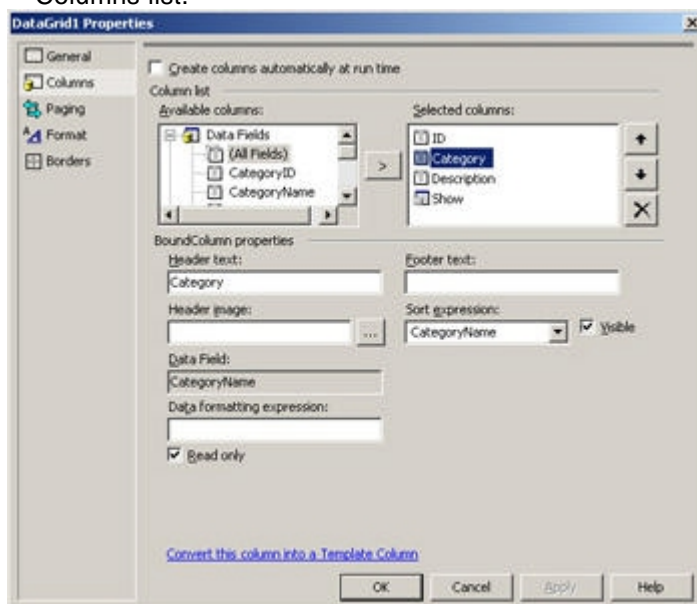 Columns list.
DataGrid1 Properties
General
Columns
Paging
Format
Borders
Create columns automatically at run time
Column list
Available columns:
Data Fields
(All Fields)
CategoryID
CategoryName
>
Selected columns:
ID
Category
Description
Show
BoundColumn properties
Header text:
Category
Footer text:
Header image:
...
Sort expression:
CategoryName
Visible
Data Field:
CategoryName
Data formatting expression:
Read only
Convert this column into a Template Column
OK Cancel Apply Help